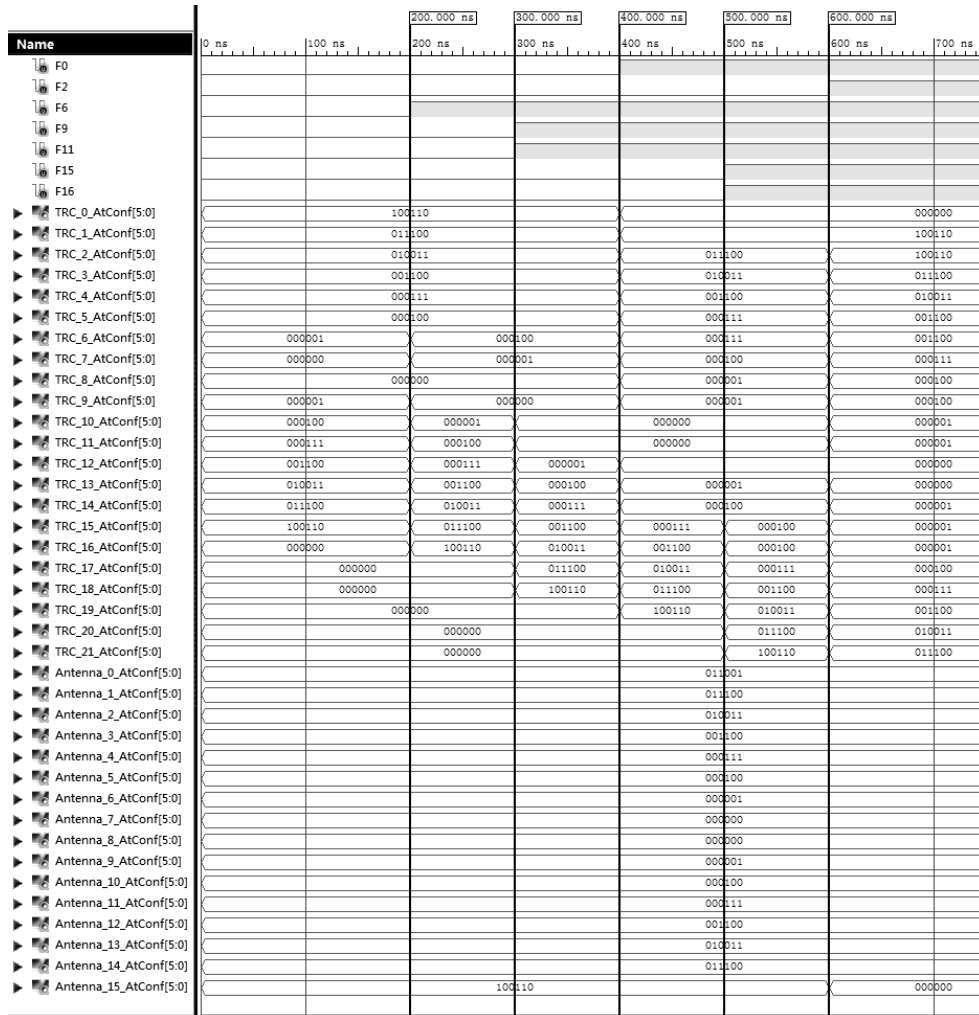 200.000 ns 300.000 ns 400.000 ns 500.000 ns 600.000 ns
Name 0 ns 100 ns 200 ns 300 ns 400 ns 500 ns 600 ns 700 ns
F0
F2
F6
F9
F11
F15
F16
TRC_0_AtConf[5:0] 100110 000000
TRC_1_AtConf[5:0] 011100 100110
TRC_2_AtConf[5:0] 010011 011100 100110
TRC_3_AtConf[5:0] 001100 010011 011100
TRC_4_AtConf[5:0] 000111 001100 010011
TRC_5_AtConf[5:0] 000100 000111 001100
TRC_6_AtConf[5:0] 000001 000100 000111 001100
TRC_7_AtConf[5:0] 000000 000001 000100 000111
TRC_8_AtConf[5:0] 000000 000001 000100
TRC_9_AtConf[5:0] 000001 000000 000001 000100
TRC_10_AtConf[5:0] 000100 000001 000000 000001
TRC_11_AtConf[5:0] 000111 000100 000000 000001
TRC_12_AtConf[5:0] 001100 000111 000001 000000
TRC_13_AtConf[5:0] 010011 001100 000100 000001 000000
TRC_14_AtConf[5:0] 011100 010011 000111 000100 000001
TRC_15_AtConf[5:0] 100110 011100 001100 000111 000100 000001
TRC_16_AtConf[5:0] 000000 100110 010011 001100 000100 000001
TRC_17_AtConf[5:0] 000000 011100 010011 000111 000100
TRC_18_AtConf[5:0] 000000 100110 011100 001100 000111
TRC_19_AtConf[5:0] 000000 100110 010011 001100
TRC_20_AtConf[5:0] 000000 011100 010011
TRC_21_AtConf[5:0] 000000 100110 011100
Antenna_0_AtConf[5:0] 011001
Antenna_1_AtConf[5:0] 011100
Antenna_2_AtConf[5:0] 010011
Antenna_3_AtConf[5:0] 001100
Antenna_4_AtConf[5:0] 000111
Antenna_5_AtConf[5:0] 000100
Antenna_6_AtConf[5:0] 000001
Antenna_7_AtConf[5:0] 000000
Antenna_8_AtConf[5:0] 000000
Antenna_9_AtConf[5:0] 000001
Antenna_10_AtConf[5:0] 000100
Antenna_11_AtConf[5:0] 000111
Antenna_12_AtConf[5:0] 001100
Antenna_13_AtConf[5:0] 010011
Antenna_14_AtConf[5:0] 011100
Antenna_15_AtConf[5:0] 100110 000000